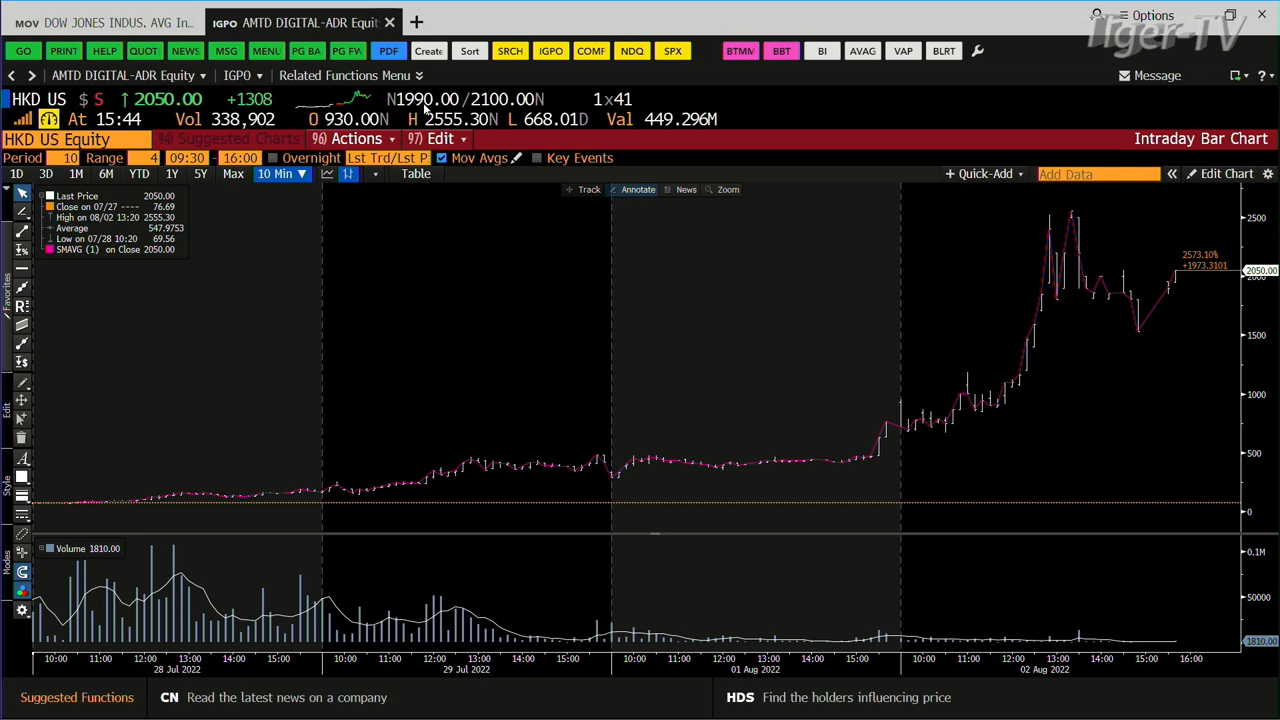 MOV DOW JONES INDUS. AVG In...
IGPO AMTD DIGITAL-ADR Equit ✕ +
Options
Tiger-TV
GO PRINT HELP QUOT NEWS MSG MENU PG BA PG FW PDF Create Sort SRCH IGPO COMF NDQ SPX BTMM BBT BI AVAG VAP BLRT
AMTD DIGITAL-ADR Equity IGPO Related Functions Menu Message ?
HKD US $ S ↑2050.00 +1308 N1990.00/2100.00N 1x41
At 15:44 Vol 338,902 O 930.00N H 2555.30N L 668.01D Val 449.296M
HKD US Equity 94) Suggested Charts 96) Actions 97) Edit Intraday Bar Chart
Period 10 Range 4 09:30 - 16:00 Overnight Lst Trd/Lst P Mov Avgs Key Events
1D 3D 1M 6M YTD 1Y 5Y Max 10 Min ▼ Table + Quick-Add Add Data « Edit Chart
Track Annotate News Zoom
Last Price 2050.00
Close on 07/27 ---- 76.69
High on 08/02 13:20 2555.30
Average 547.9753
Low on 07/28 10:20 69.56
SMAVG (1) on Close 2050.00
Favorites
Edit
Style
Modes
2573.10%
+1973.3101
2500
2050.00
2000
1500
1000
500
0
Volume 1810.00
0.1M
50000
1810.00
10:00 11:00 12:00 13:00 14:00 15:00 10:00 11:00 12:00 13:00 14:00 15:00 10:00 11:00 12:00 13:00 14:00 15:00 10:00 11:00 12:00 13:00 14:00 15:00 16:00
28 Jul 2022 29 Jul 2022 01 Aug 2022 02 Aug 2022
Suggested Functions CN Read the latest news on a company HDS Find the holders influencing price